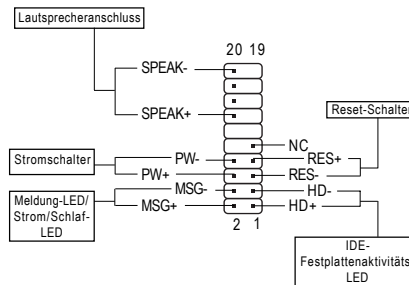 Lautsprecheranschluss
20 19
SPEAK-
SPEAK+
Reset-Schalter
NC
Stromschalter
PW-
RES+
PW+
RES-
Meldung-LED/
Strom/Schlaf-
LED
MSG-
HD-
MSG+
HD+
2 1
IDE-
Festplattenaktivitäts
LED